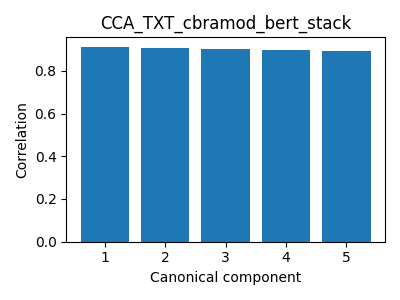 CCA_TXT_cbramod_bert_stack
Correlation
0.8
0.6
0.4
0.2
0.0
1 2 3 4 5
Canonical component